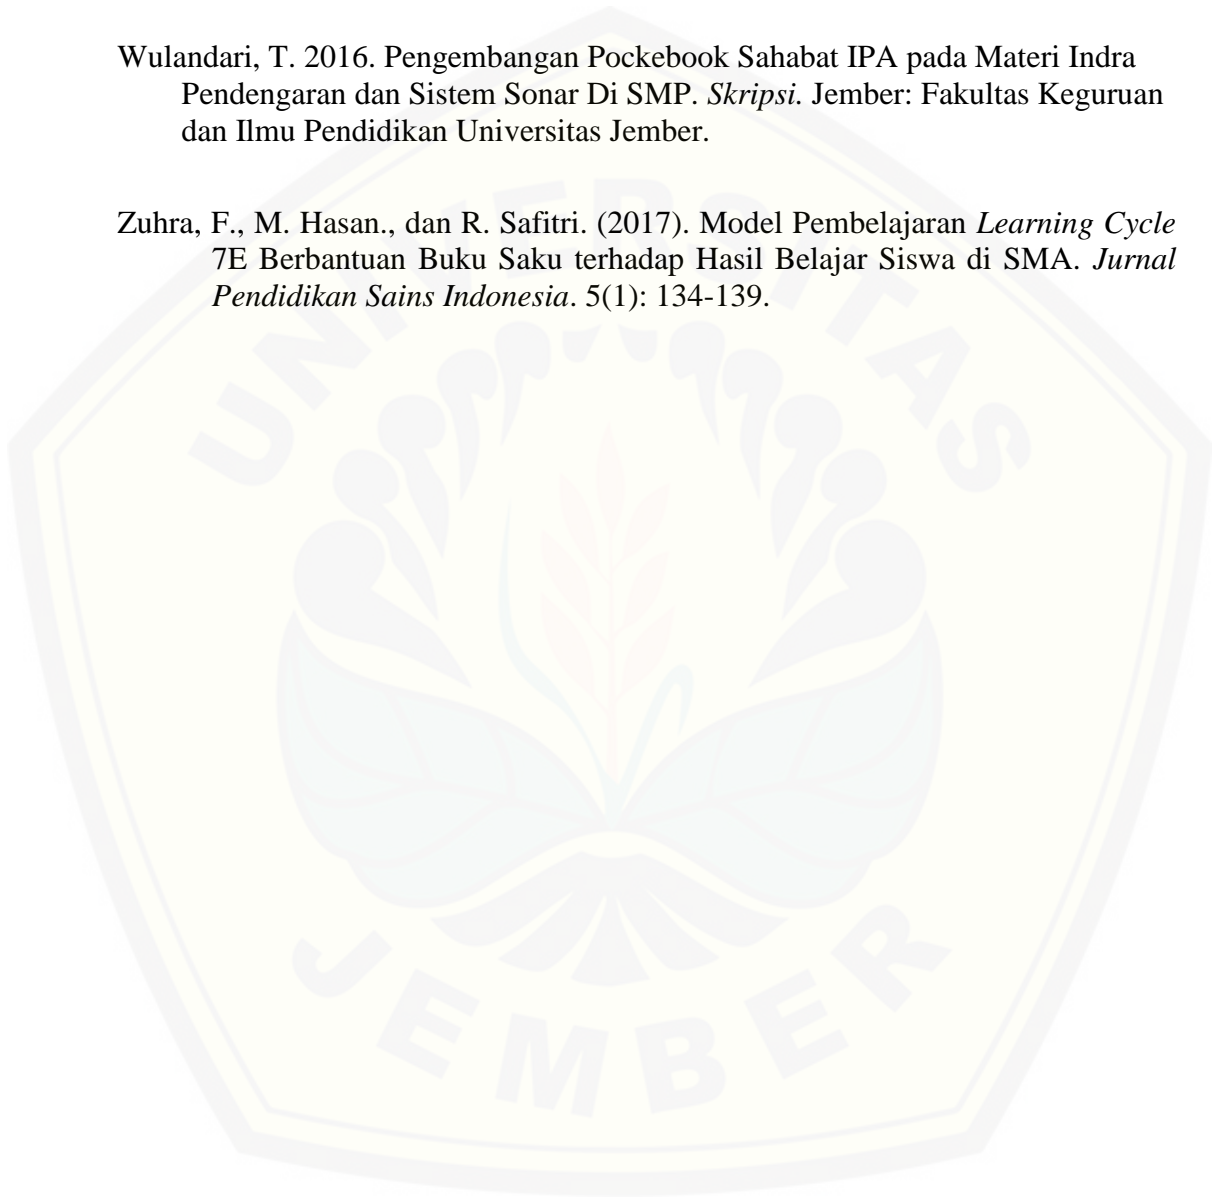 Wulandari, T. 2016. Pengembangan Pockebook Sahabat IPA pada Materi Indra
Pendengaran dan Sistem Sonar Di SMP. Skripsi. Jember: Fakultas Keguruan
dan Ilmu Pendidikan Universitas Jember.
Zuhra, F., M. Hasan., dan R. Safitri. (2017). Model Pembelajaran Learning Cycle
7E Berbantuan Buku Saku terhadap Hasil Belajar Siswa di SMA. Jurnal
Pendidikan Sains Indonesia. 5(1): 134-139.
UNIVERSITAS
JEMBER